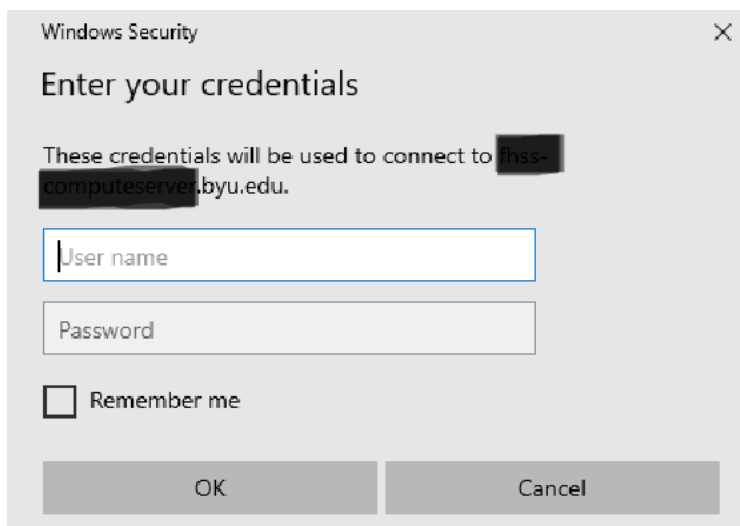 Windows Security
Enter your credentials
These credentials will be used to connect to fhss-
computeserver.byu.edu.
User name
Password
Remember me
OK
Cancel